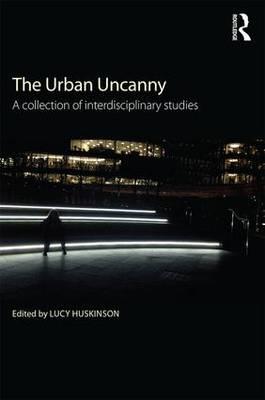 Routledge
The Urban Uncanny
A collection of interdisciplinary studies
Edited by LUCY HUSKINSON